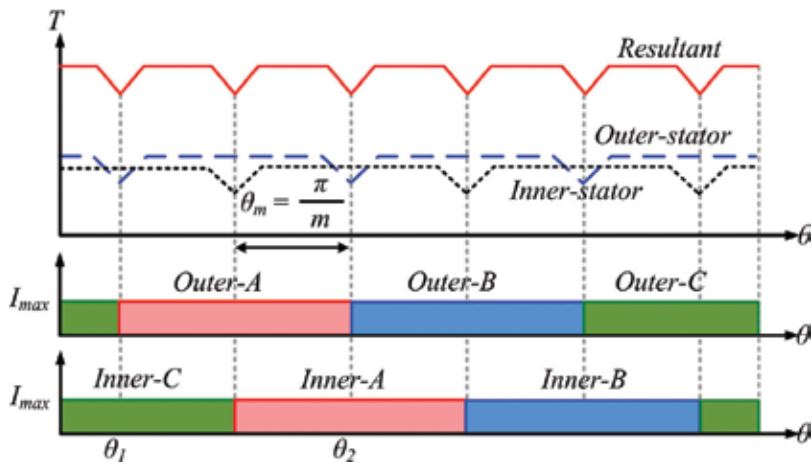 T
Resultant
Outer-stator
Inner-stator
θm = π/m
θ
Imax
Outer-A
Outer-B
Outer-C
θ
Imax
Inner-C
Inner-A
Inner-B
θ
θ1
θ2